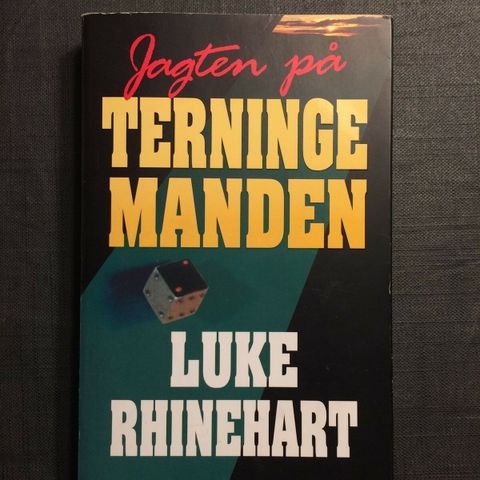 Jagten på
TERNINGE
MANDEN
LUKE
RHINEHART